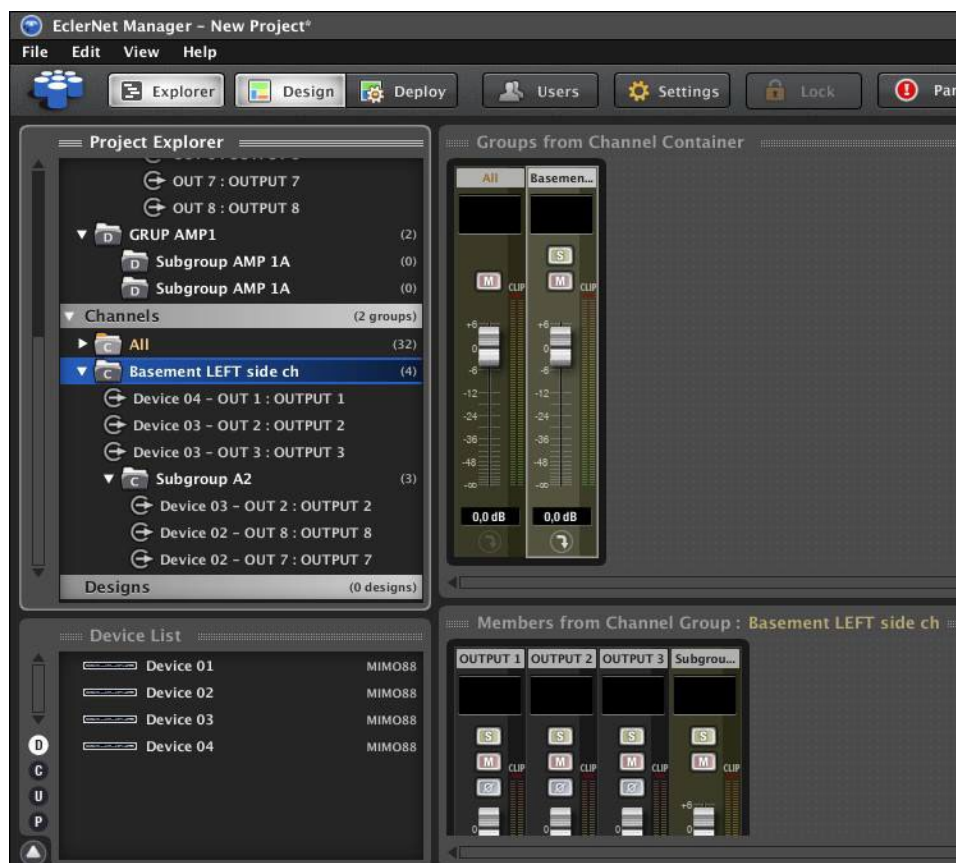 EclerNet Manager – New Project*
File Edit View Help
Explorer Design Deploy Users Settings Lock
Project Explorer
OUT 7 : OUTPUT 7
OUT 8 : OUTPUT 8
D GRUP AMP1 (2)
D Subgroup AMP 1A (0)
D Subgroup AMP 1A (0)
Channels (2 groups)
C All (32)
C Basement LEFT side ch (4)
Device 04 – OUT 1 : OUTPUT 1
Device 03 – OUT 2 : OUTPUT 2
Device 03 – OUT 3 : OUTPUT 3
C Subgroup A2 (3)
Device 03 – OUT 2 : OUTPUT 2
Device 02 – OUT 8 : OUTPUT 8
Device 02 – OUT 7 : OUTPUT 7
Designs (0 designs)
Device List
Device 01 MIMO88
Device 02 MIMO88
Device 03 MIMO88
Device 04 MIMO88
D
C
U
P
Groups from Channel Container
All Basemen...
S
M CLIP M CLIP
+6 +6
0 0
-6 -6
-12 -12
-24 -24
-36 -36
-48 -48
-∞ -∞
0,0 dB 0,0 dB
Members from Channel Group : Basement LEFT side ch
OUTPUT 1 OUTPUT 2 OUTPUT 3 Subgrou...
S S S S
M CLIP M CLIP M CLIP M CLIP
Ø Ø Ø
+6
0 0 0 0